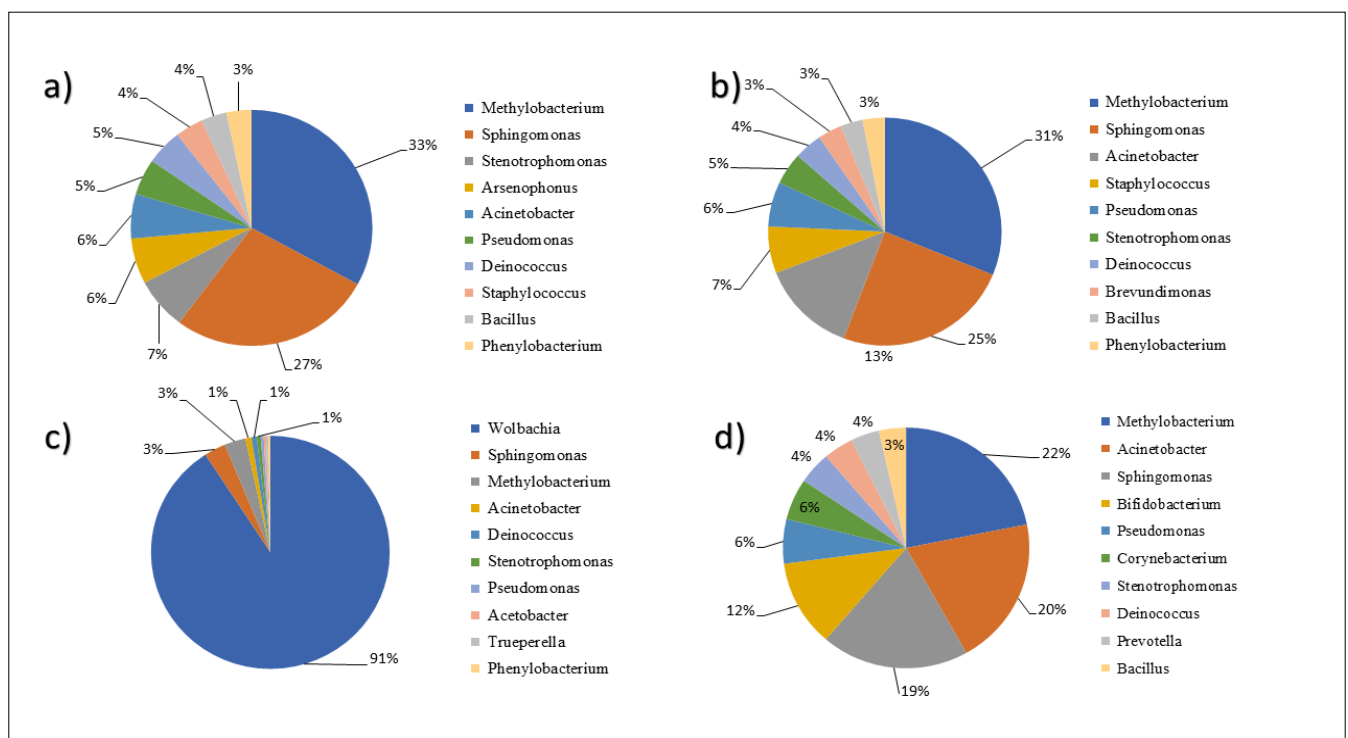 a)
4%
3%
4%
5%
5%
6%
6%
7%
27%
33%
Methylobacterium
Sphingomonas
Stenotrophomonas
Arsenophonus
Acinetobacter
Pseudomonas
Deinococcus
Staphylococcus
Bacillus
Phenylobacterium
b)
3%
3%
3%
4%
5%
6%
7%
13%
25%
31%
Methylobacterium
Sphingomonas
Acinetobacter
Staphylococcus
Pseudomonas
Stenotrophomonas
Deinococcus
Brevundimonas
Bacillus
Phenylobacterium
c)
3%
3%
1%
1%
1%
91%
Wolbachia
Sphingomonas
Methylobacterium
Acinetobacter
Deinococcus
Stenotrophomonas
Pseudomonas
Acetobacter
Trueperella
Phenylobacterium
d)
4%
4%
4%
3%
6%
6%
12%
19%
20%
22%
Methylobacterium
Acinetobacter
Sphingomonas
Bifidobacterium
Pseudomonas
Corynebacterium
Stenotrophomonas
Deinococcus
Prevotella
Bacillus